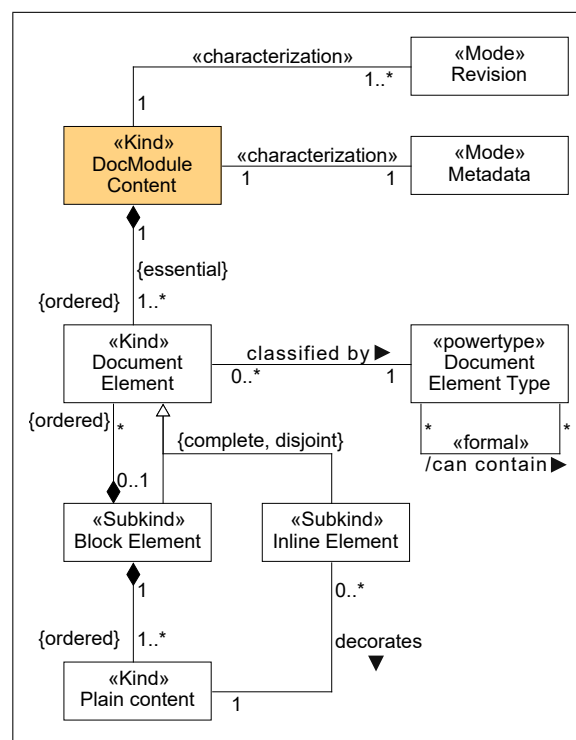 «characterization»
1
1..*
«Mode»
Revision
«Kind»
DocModule
Content
«characterization»
1
1
«Mode»
Metadata
1
{essential}
{ordered}
1..*
«Kind»
Document
Element
classified by ▶
0..*
1
«powertype»
Document
Element Type
{ordered}
*
{complete, disjoint}
*
*
«formal»
/can contain ▶
0..1
«Subkind»
Block Element
«Subkind»
Inline Element
1
0..*
{ordered}
1..*
decorates
▼
«Kind»
Plain content
1